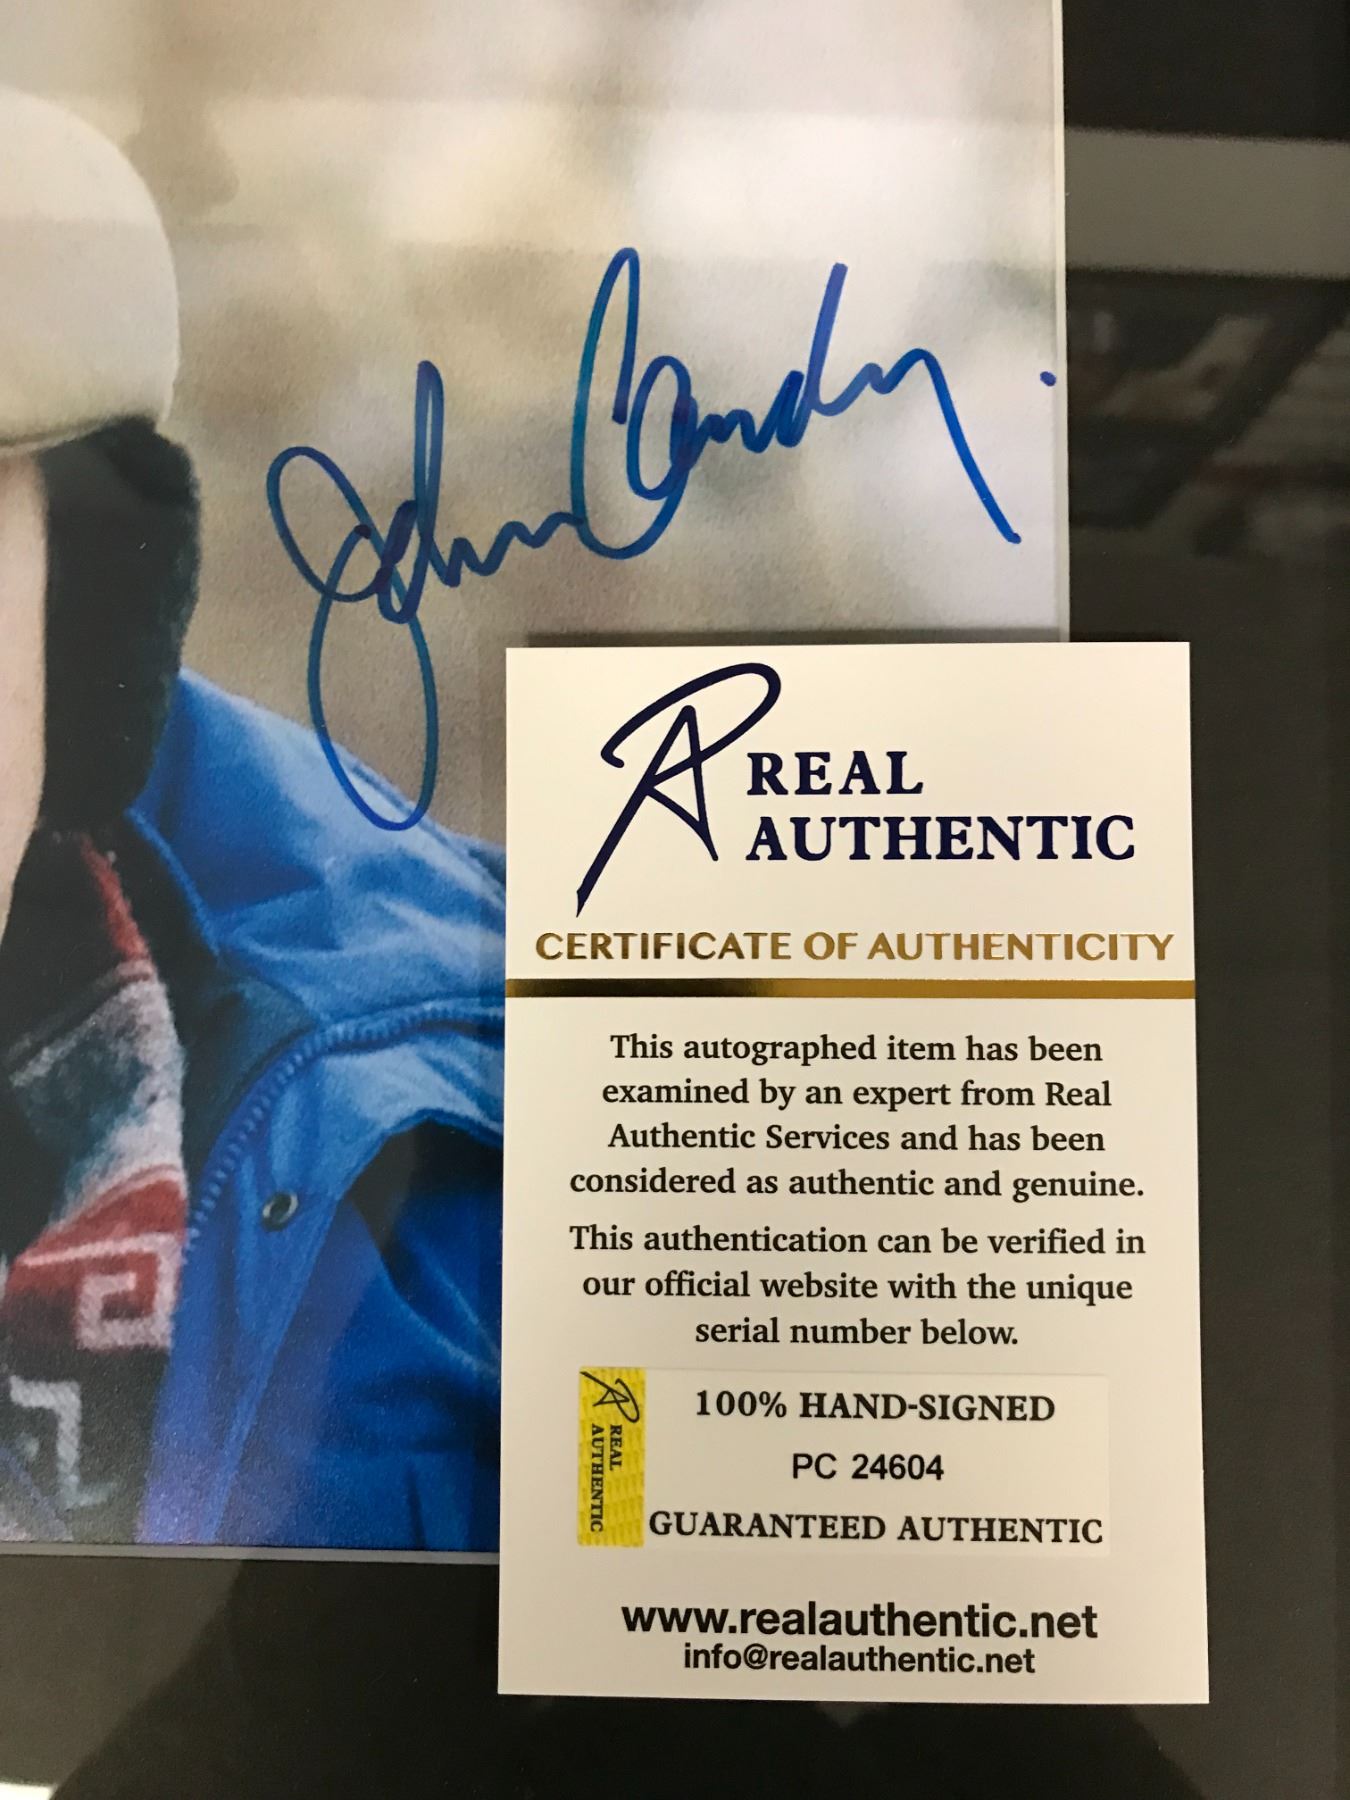 John Candy
REAL
AUTHENTIC
CERTIFICATE OF AUTHENTICITY
This autographed item has been
examined by an expert from Real
Authentic Services and has been
considered as authentic and genuine.
This authentication can be verified in
our official website with the unique
serial number below.
REAL
AUTHENTIC
100% HAND-SIGNED
PC 24604
GUARANTEED AUTHENTIC
www.realauthentic.net
info@realauthentic.net